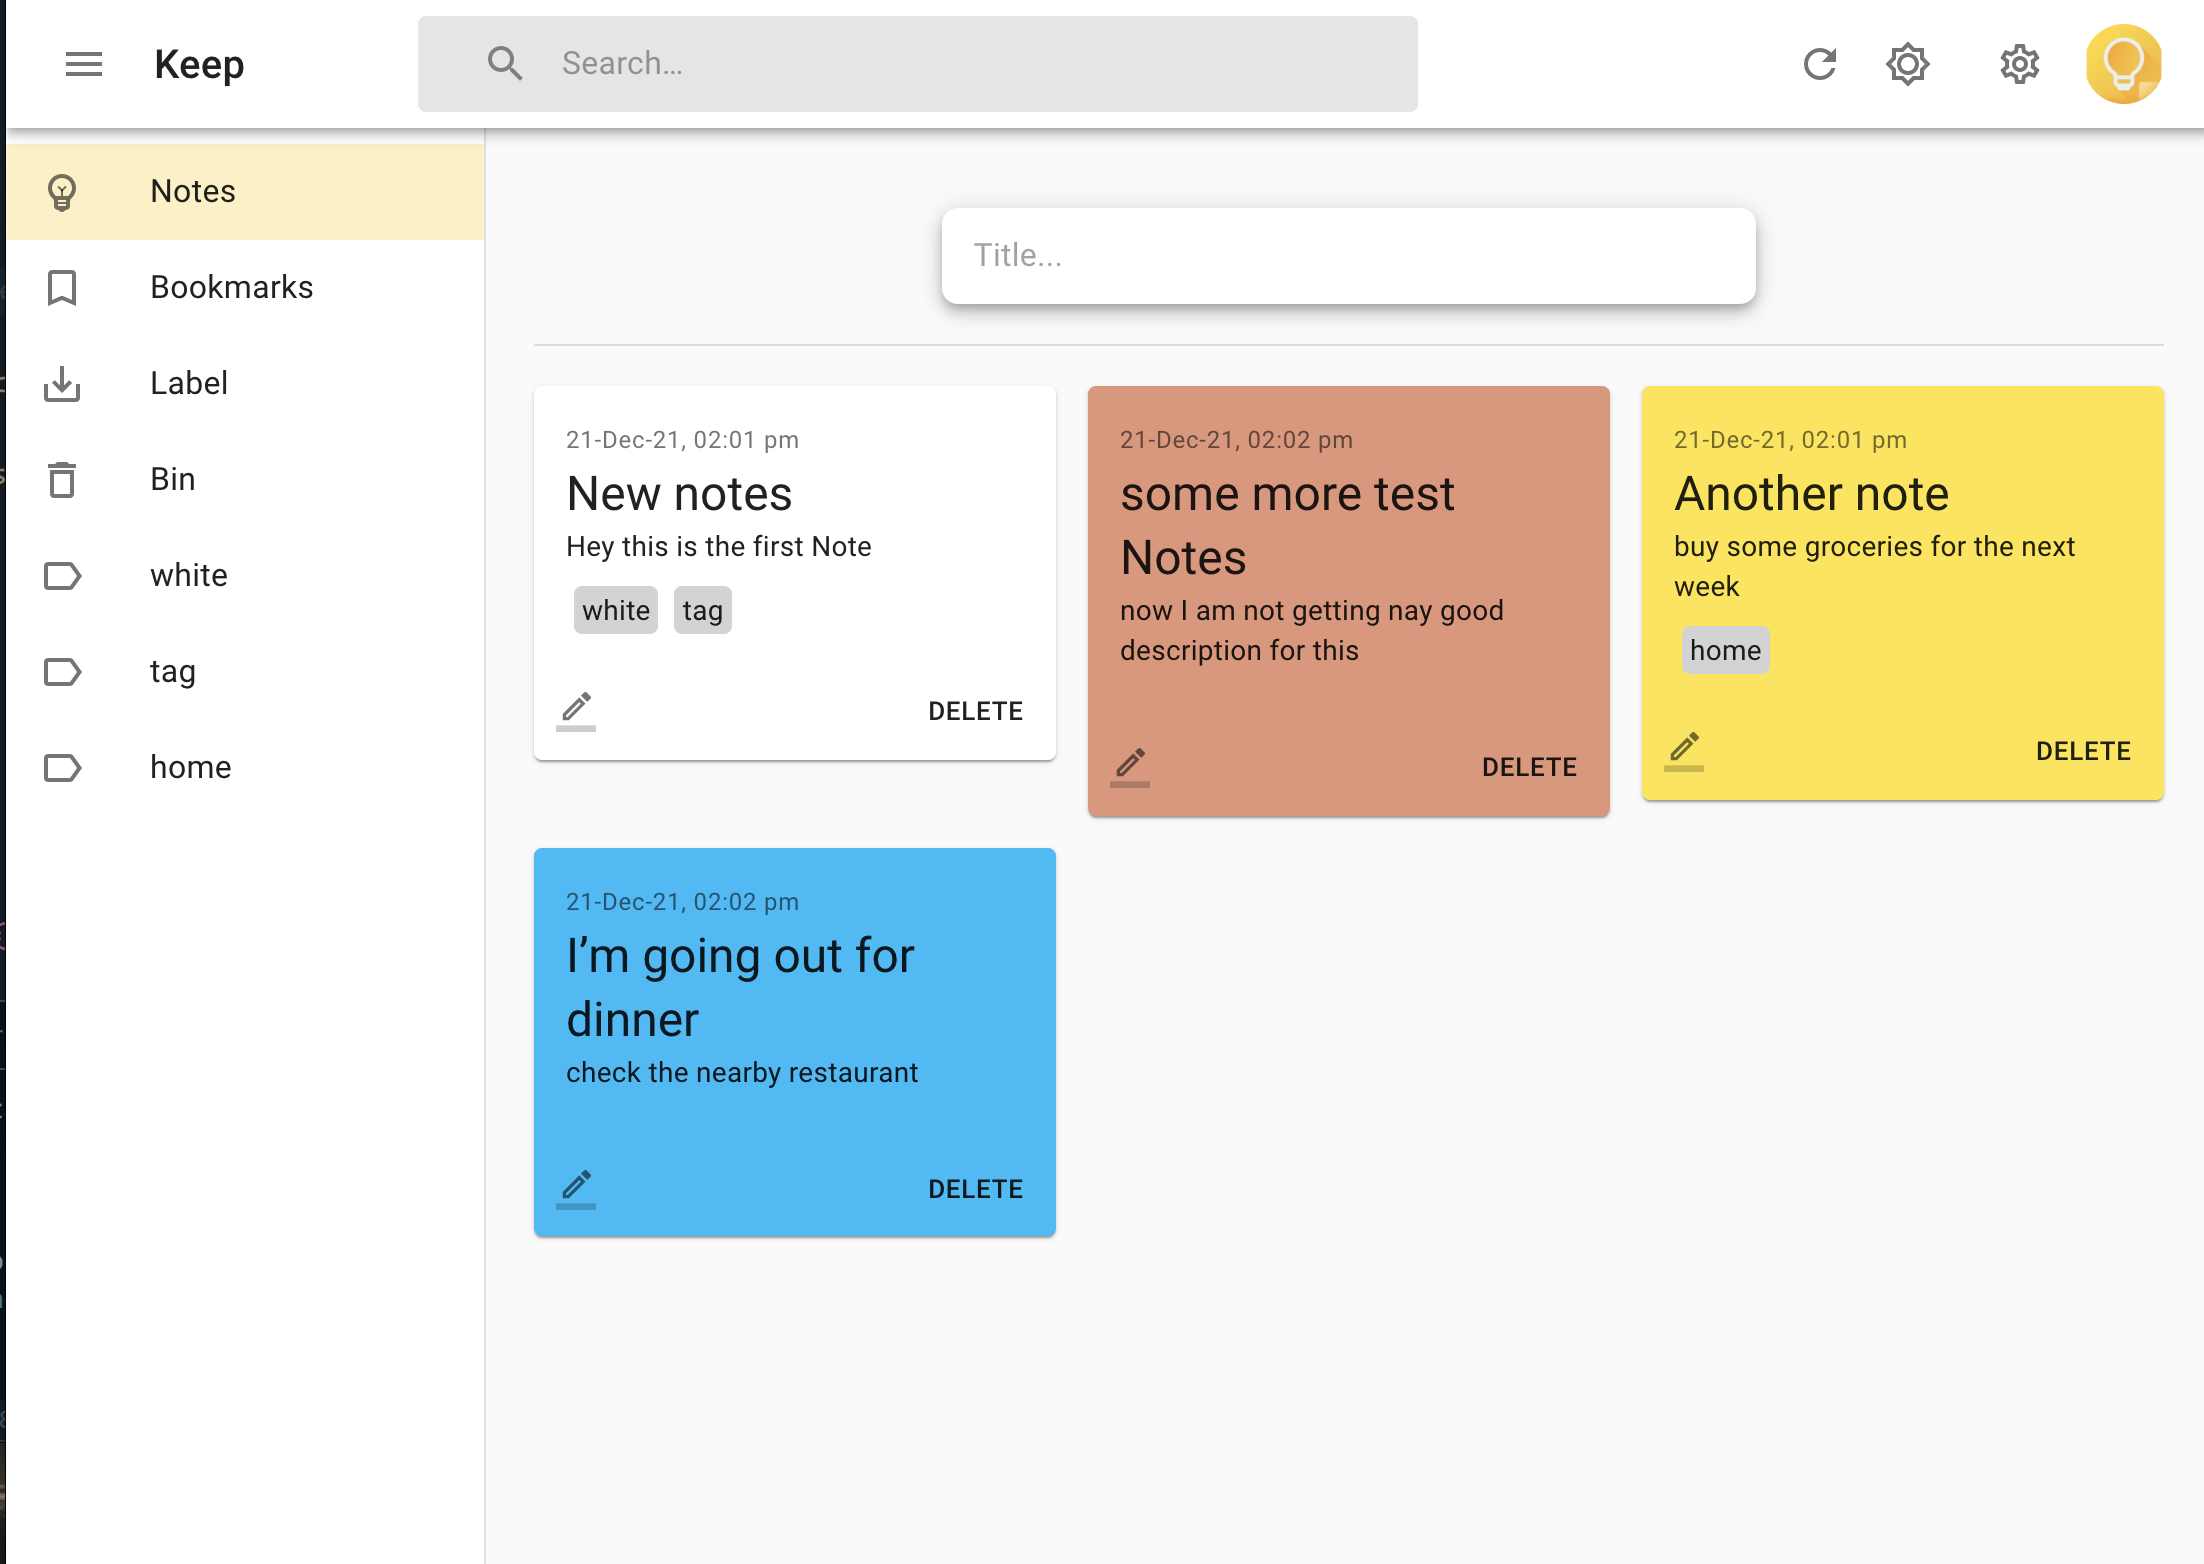 Keep
Search…
Notes
Bookmarks
Label
Bin
white
tag
home
Title...
21-Dec-21, 02:01 pm
New notes
Hey this is the first Note
white tag
DELETE
21-Dec-21, 02:02 pm
some more test
Notes
now I am not getting nay good
description for this
DELETE
21-Dec-21, 02:01 pm
Another note
buy some groceries for the next
week
home
DELETE
21-Dec-21, 02:02 pm
I’m going out for
dinner
check the nearby restaurant
DELETE